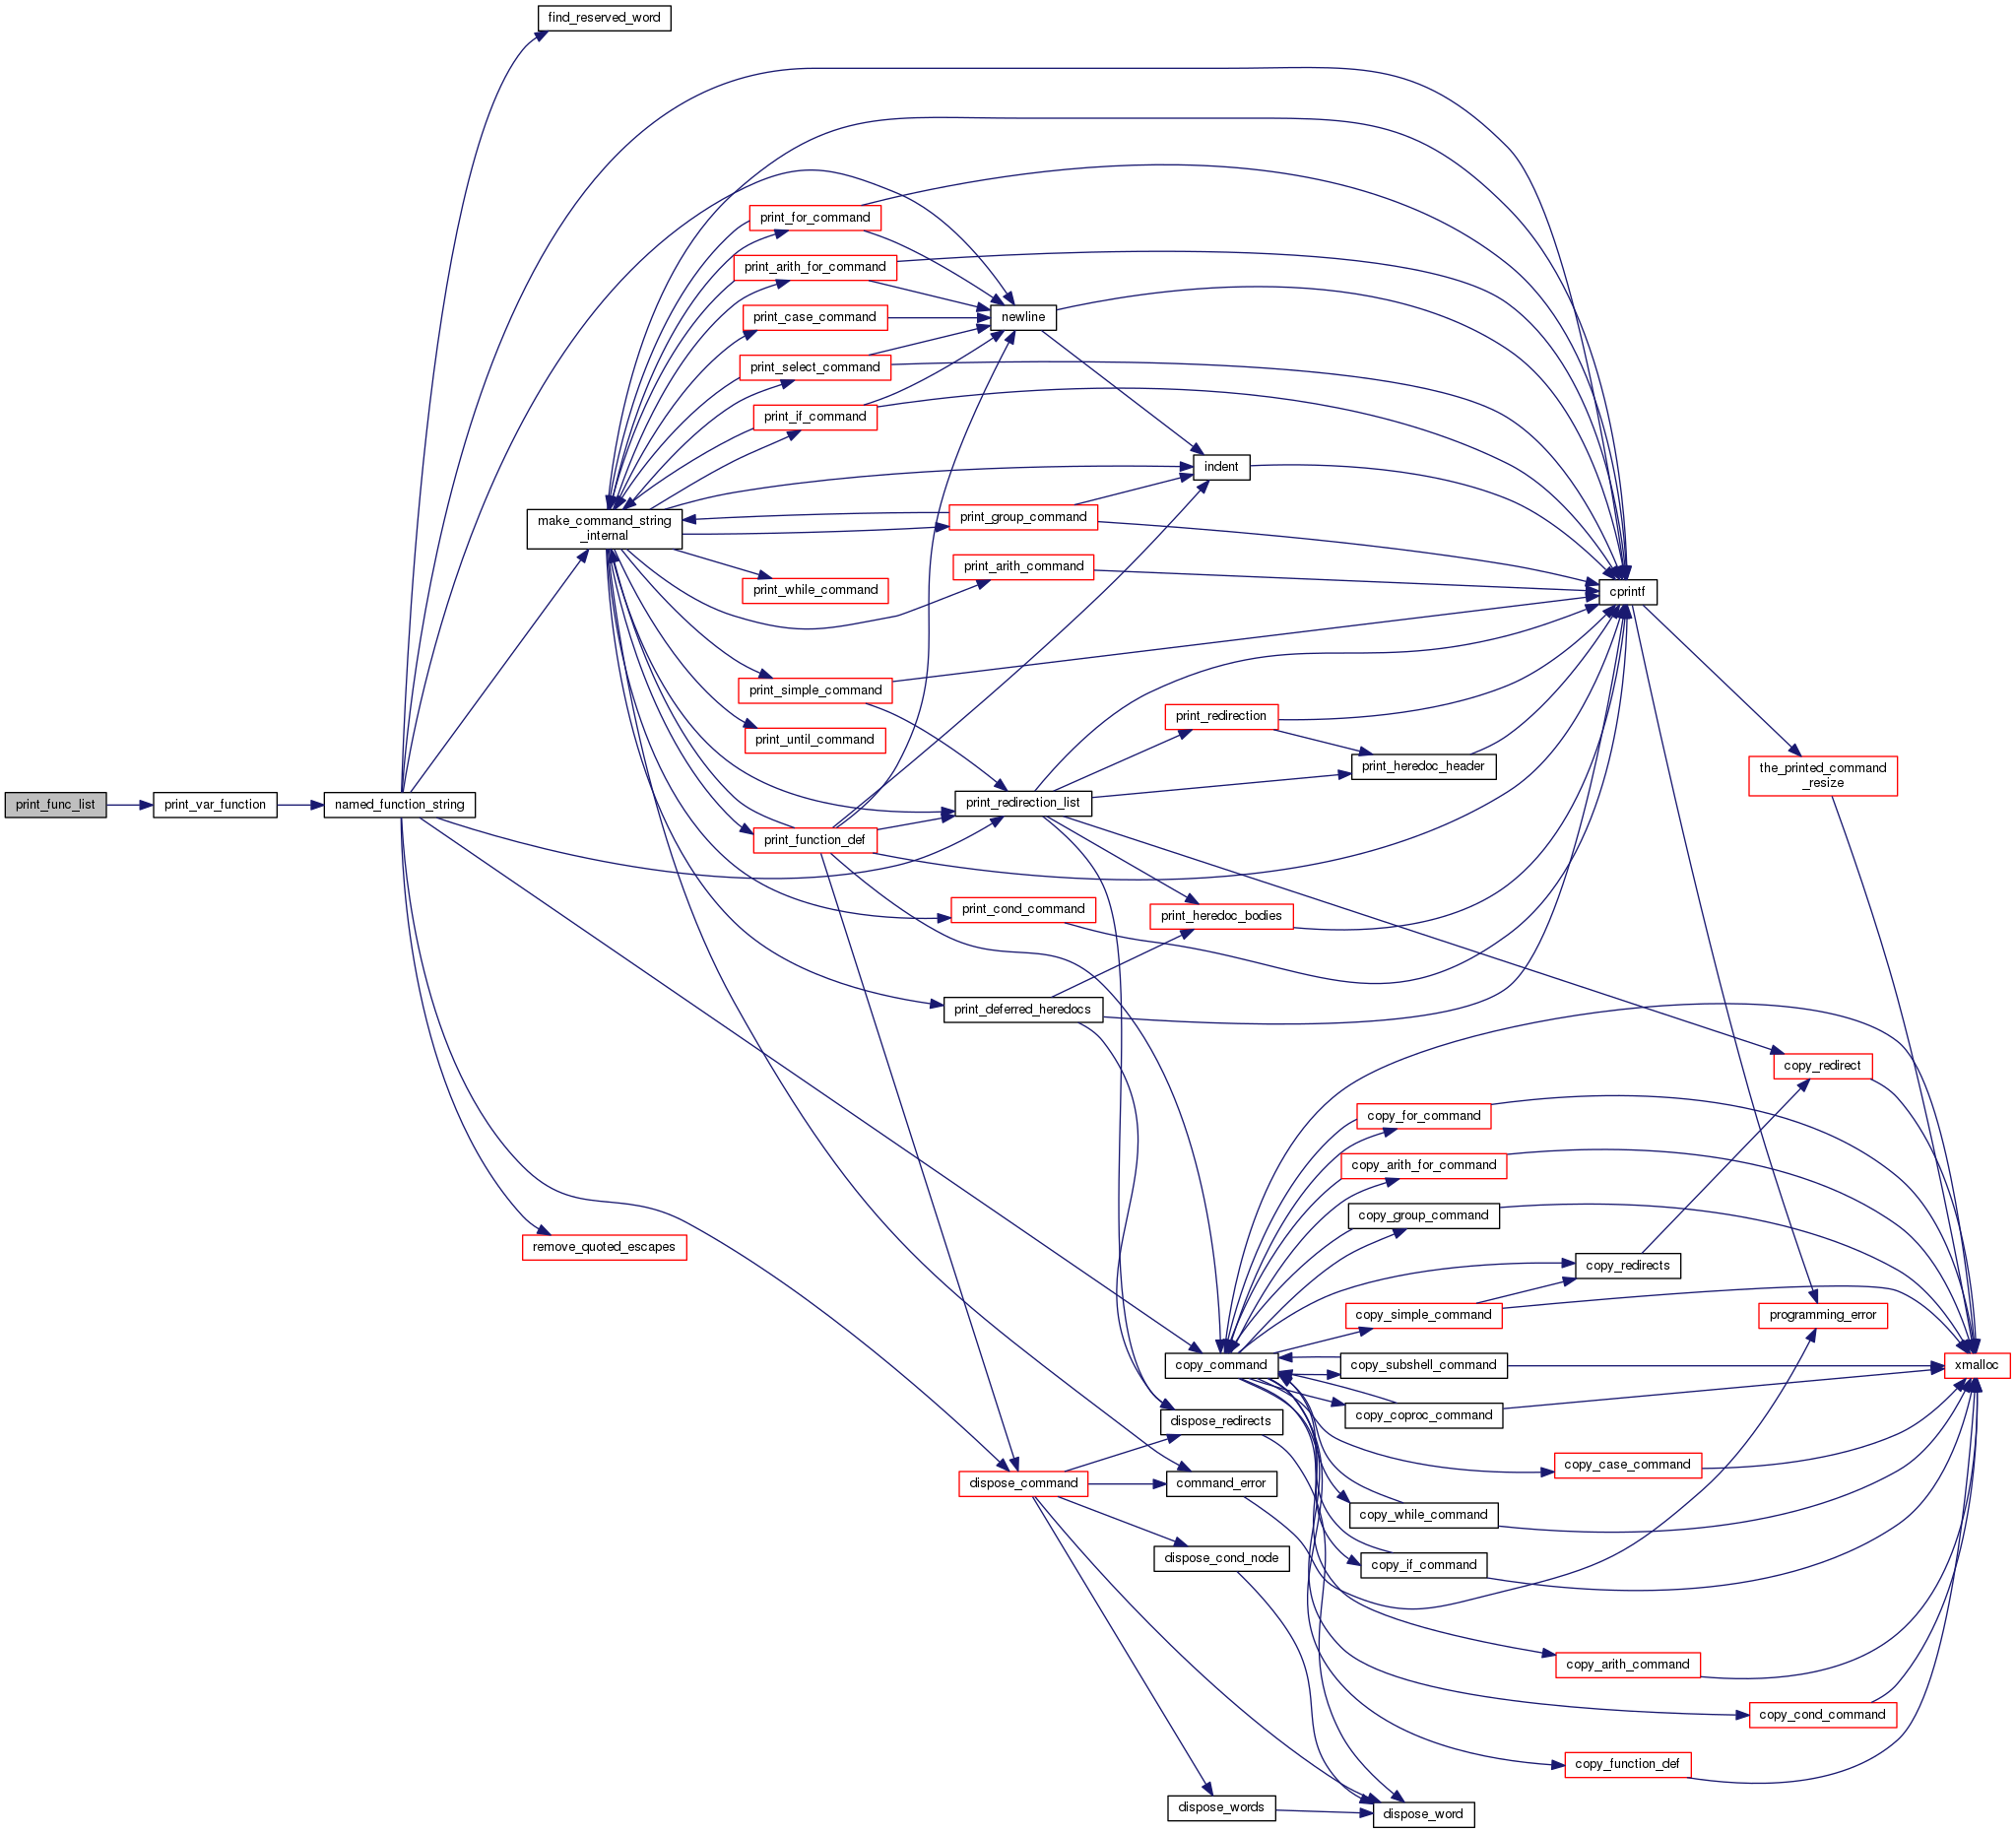 find_reserved_word
print_for_command
print_arith_for_command
print_case_command
newline
print_select_command
print_if_command
indent
make_command_string
_internal
print_group_command
print_arith_command
print_while_command
cprintf
print_simple_command
print_redirection
print_until_command
print_heredoc_header
the_printed_command
_resize
print_func_list
print_var_function
named_function_string
print_redirection_list
print_function_def
print_cond_command
print_heredoc_bodies
print_deferred_heredocs
copy_redirect
copy_for_command
copy_arith_for_command
copy_group_command
remove_quoted_escapes
copy_redirects
copy_simple_command
programming_error
copy_command
copy_subshell_command
xmalloc
copy_coproc_command
dispose_redirects
copy_case_command
dispose_command
command_error
copy_while_command
dispose_cond_node
copy_if_command
copy_arith_command
copy_cond_command
copy_function_def
dispose_words
dispose_word